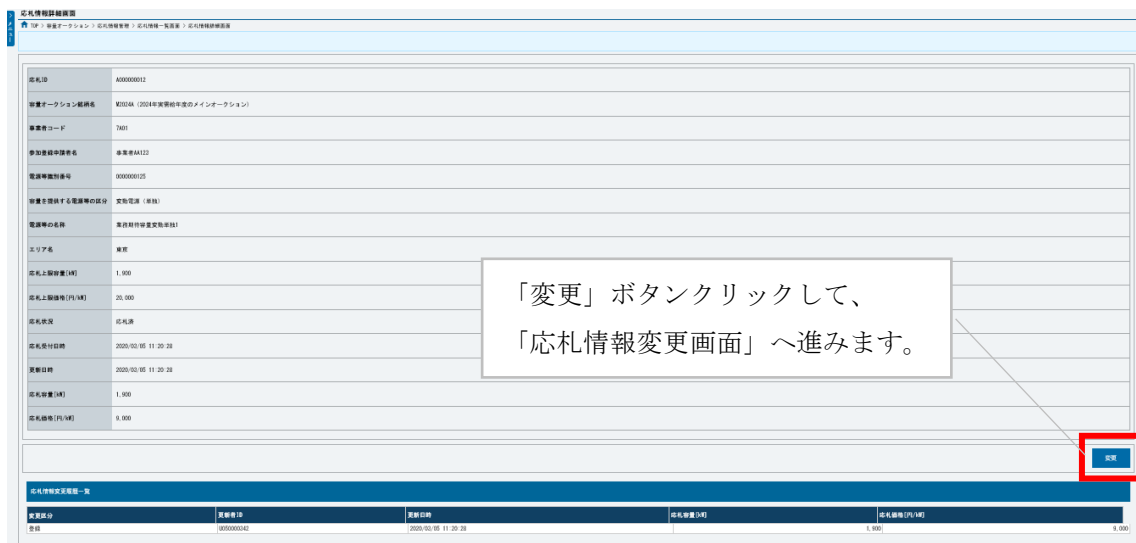 応札情報詳細画面
メニュー
TOP > 容量オークション > 応札情報管理 > 応札情報一覧画面 > 応札情報詳細画面
応札ID A000000012
容量オークション銘柄名 M2024A (2024年実需給年度のメインオークション)
事業者コード 7A01
参加登録申請者名 事業者AA122
電源等識別番号 0000000125
容量を提供する電源等の区分 変動電源 (単独)
電源等の名称 業務期待容量変動単独1
エリア名 東京
応札上限容量[kW] 1,900
応札上限価格[円/kW] 20,000
応札状況 応札済
応札受付日時 2020/02/05 11:20:28
更新日時 2020/02/05 11:20:28
応札容量[kW] 1,900
応札価格[円/kW] 9,000
「変更」ボタンクリックして、
「応札情報変更画面」へ進みます。
変更
応札情報変更履歴一覧
変更区分 更新者ID 更新日時 応札容量[kW] 応札価格[円/kW]
登録 U050000342 2020/02/05 11:20:28 1,900 9,000